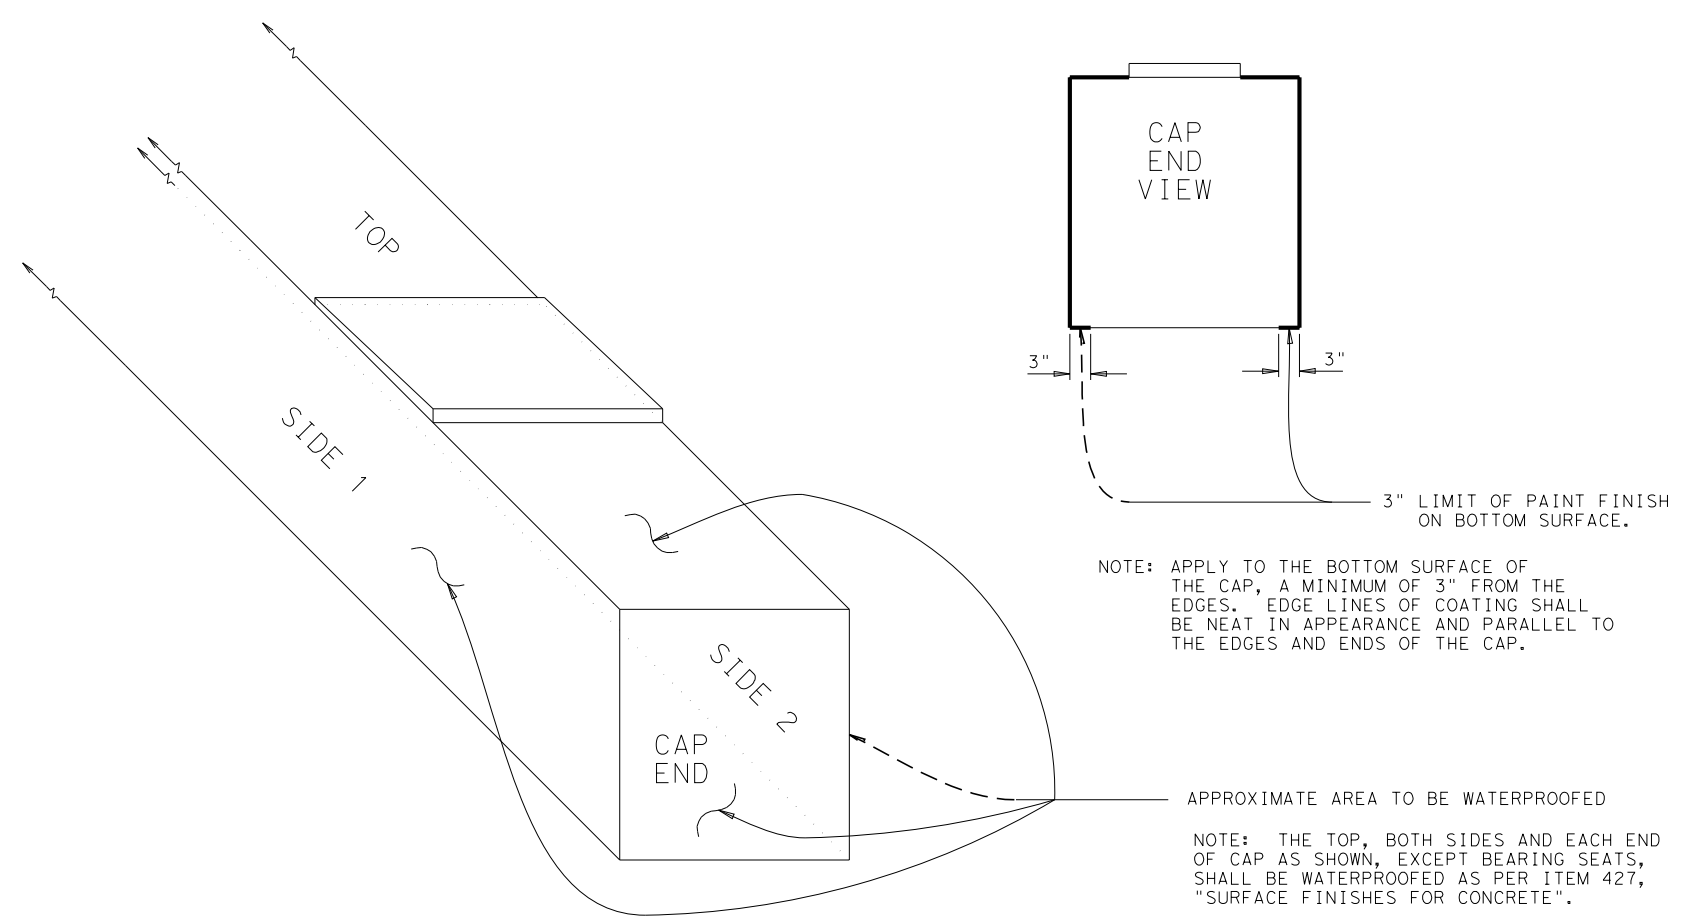 CAP
END
VIEW
3"
3"
3" LIMIT OF PAINT FINISH
ON BOTTOM SURFACE.
NOTE: APPLY TO THE BOTTOM SURFACE OF
THE CAP, A MINIMUM OF 3" FROM THE
EDGES. EDGE LINES OF COATING SHALL
BE NEAT IN APPEARANCE AND PARALLEL TO
THE EDGES AND ENDS OF THE CAP.
TOP
SIDE 1
SIDE 2
CAP
END
APPROXIMATE AREA TO BE WATERPROOFED
NOTE: THE TOP, BOTH SIDES AND EACH END
OF CAP AS SHOWN, EXCEPT BEARING SEATS,
SHALL BE WATERPROOFED AS PER ITEM 427,
"SURFACE FINISHES FOR CONCRETE".